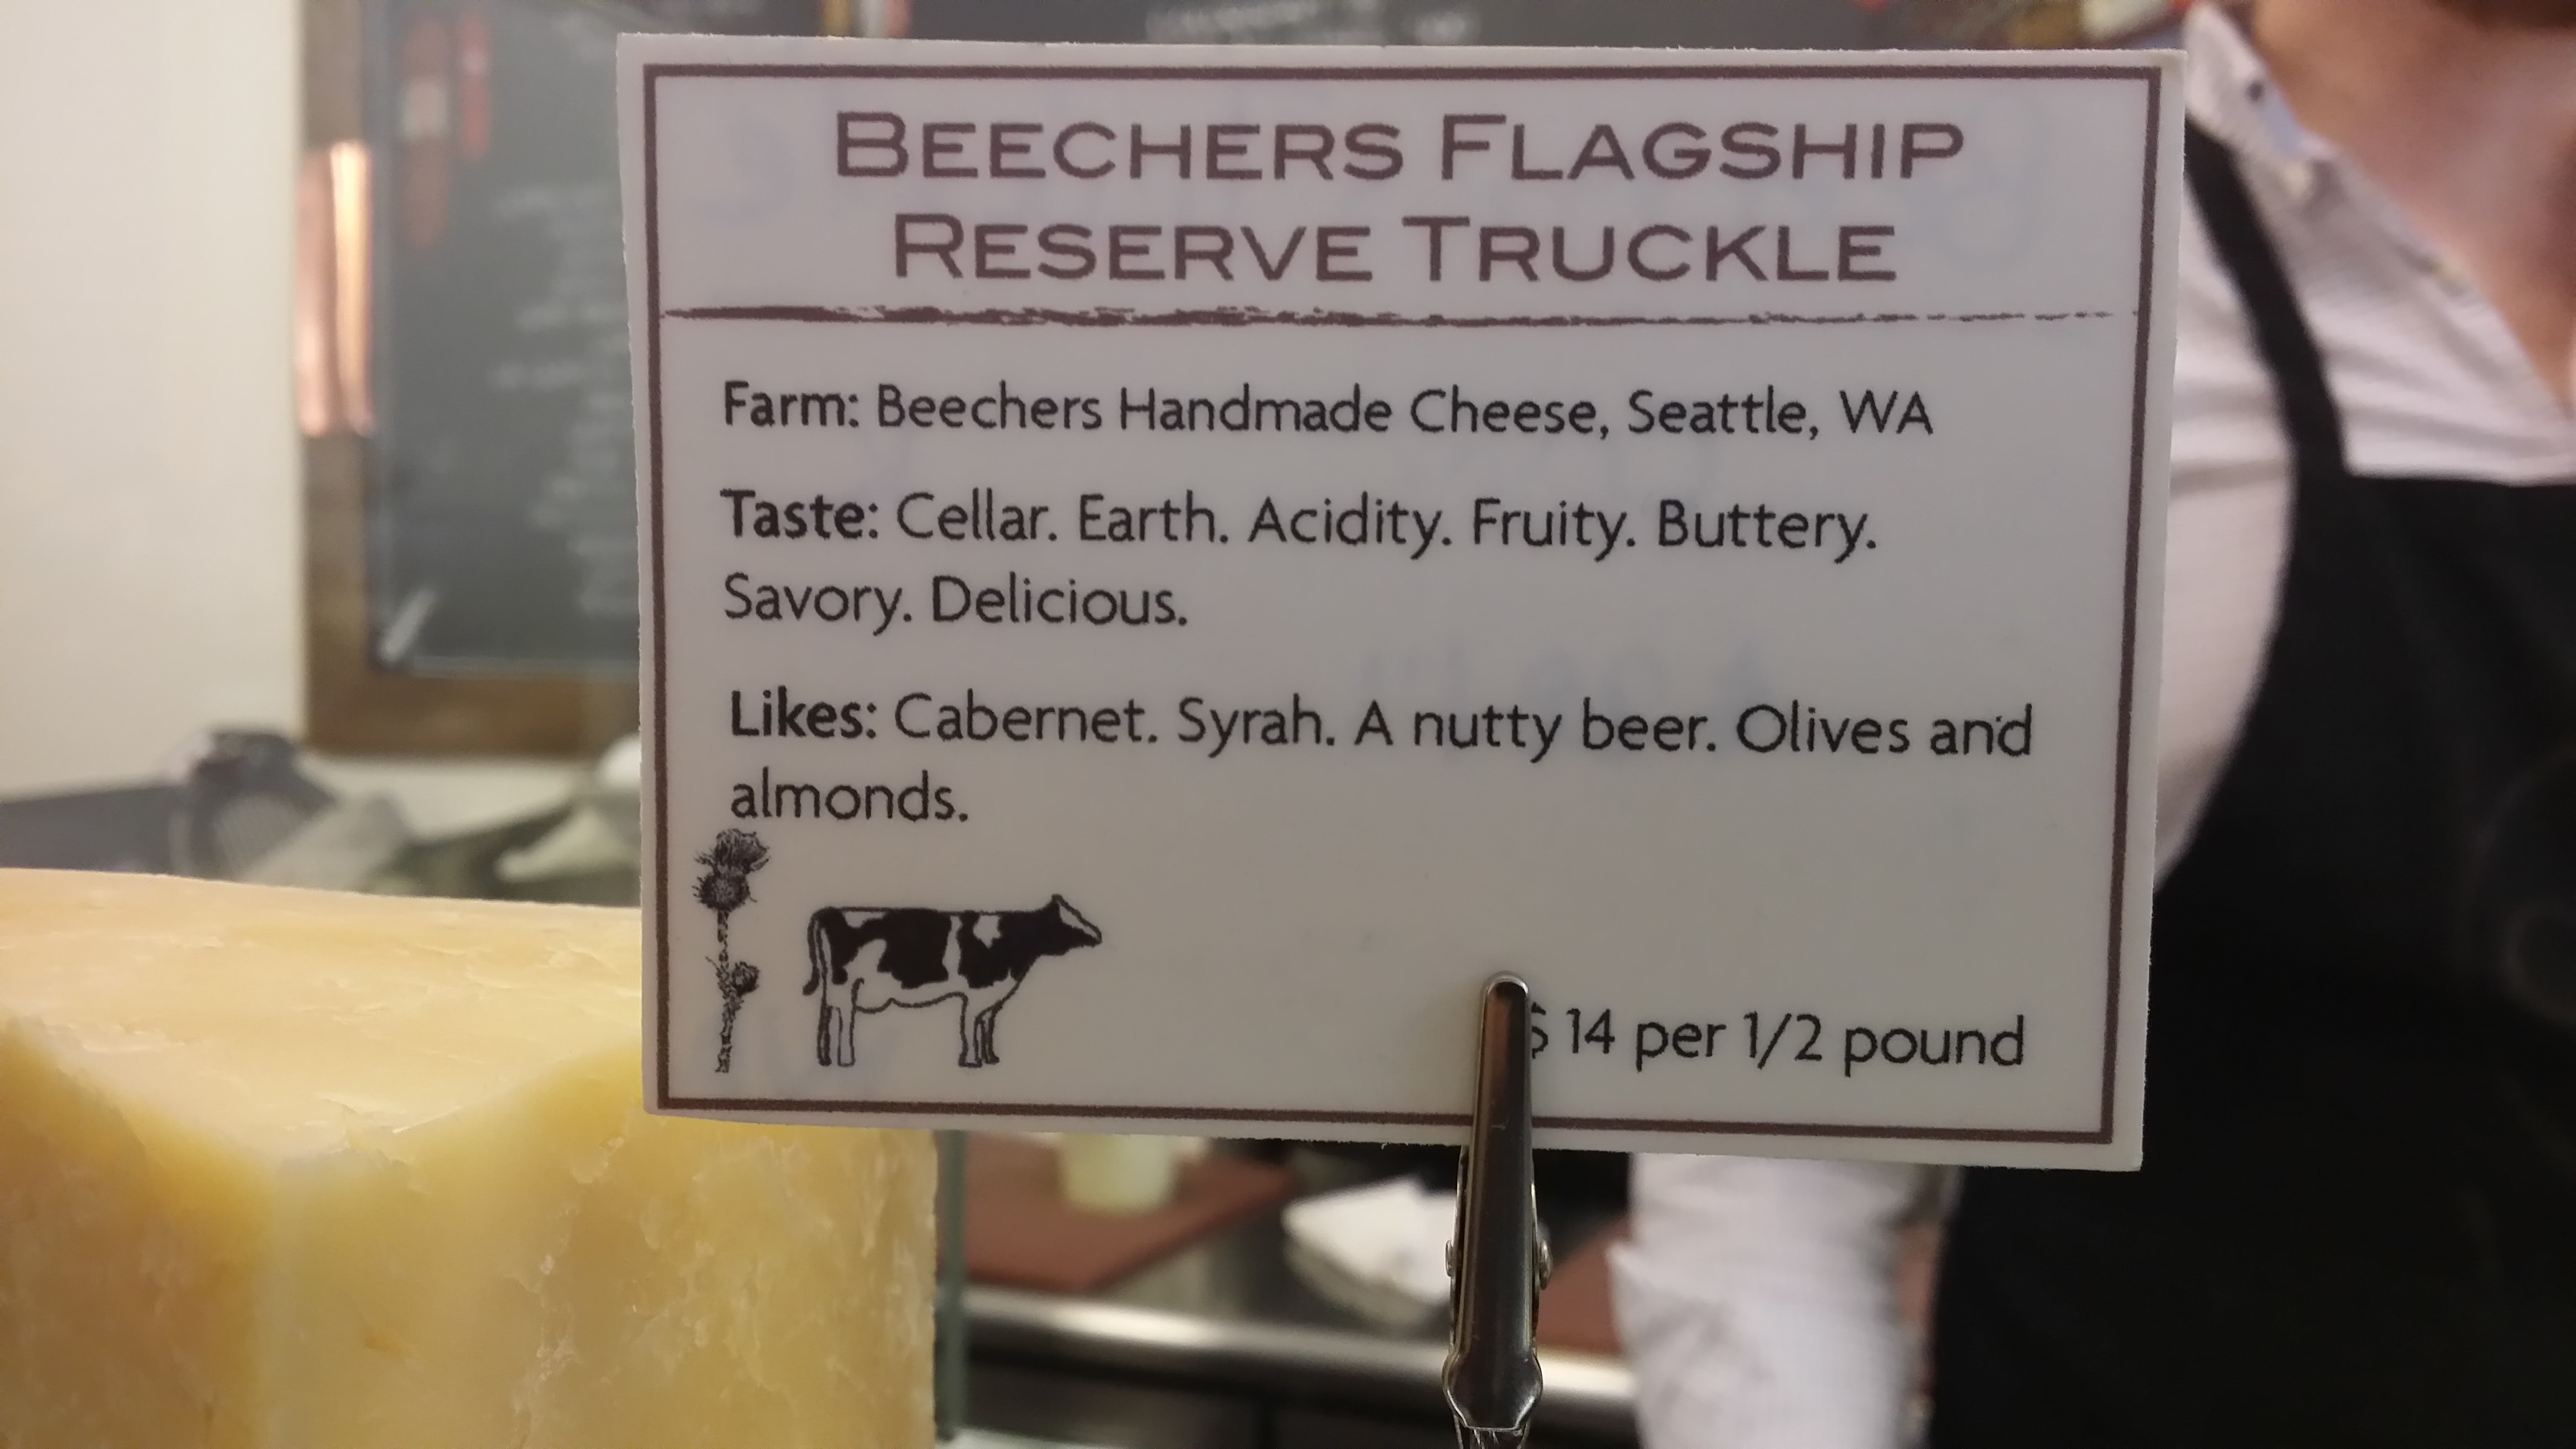 BEECHERS FLAGSHIP
RESERVE TRUCKLE
Farm: Beechers Handmade Cheese, Seattle, WA
Taste: Cellar. Earth. Acidity. Fruity. Buttery.
Savory. Delicious.
Likes: Cabernet. Syrah. A nutty beer. Olives and
almonds.
$ 14 per 1/2 pound